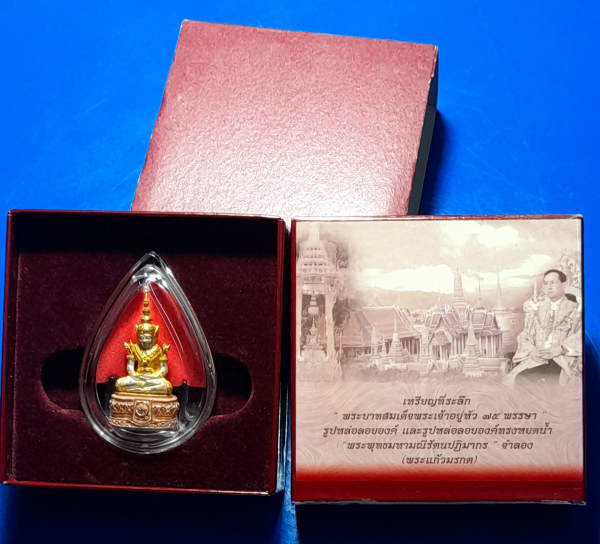 เหรียญที่ระลึก
" พระบาทสมเด็จพระเจ้าอยู่หัว ๗๕ พรรษา
รูปหล่อลอยองค์ และรูปหล่อลอยองค์ทรงหยดน้ำ
"พระพุทธมหามณีรัตนปฏิมากร " จำลอง
(พระแก้วมรกต)